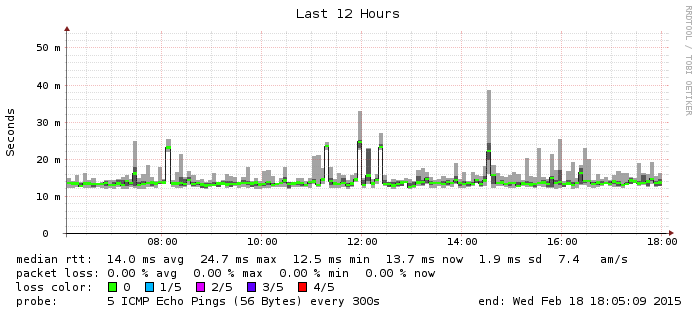 Last 12 Hours
RRDTOOL / TOBI OETIKER
Seconds
50 m
40 m
30 m
20 m
10 m
0
08:00 10:00 12:00 14:00 16:00 18:00
median rtt: 14.0 ms avg 24.7 ms max 12.5 ms min 13.7 ms now 1.9 ms sd 7.4 am/s
packet loss: 0.00 % avg 0.00 % max 0.00 % min 0.00 % now
loss color: 0 1/5 2/5 3/5 4/5
probe: 5 ICMP Echo Pings (56 Bytes) every 300s end: Wed Feb 18 18:05:09 2015